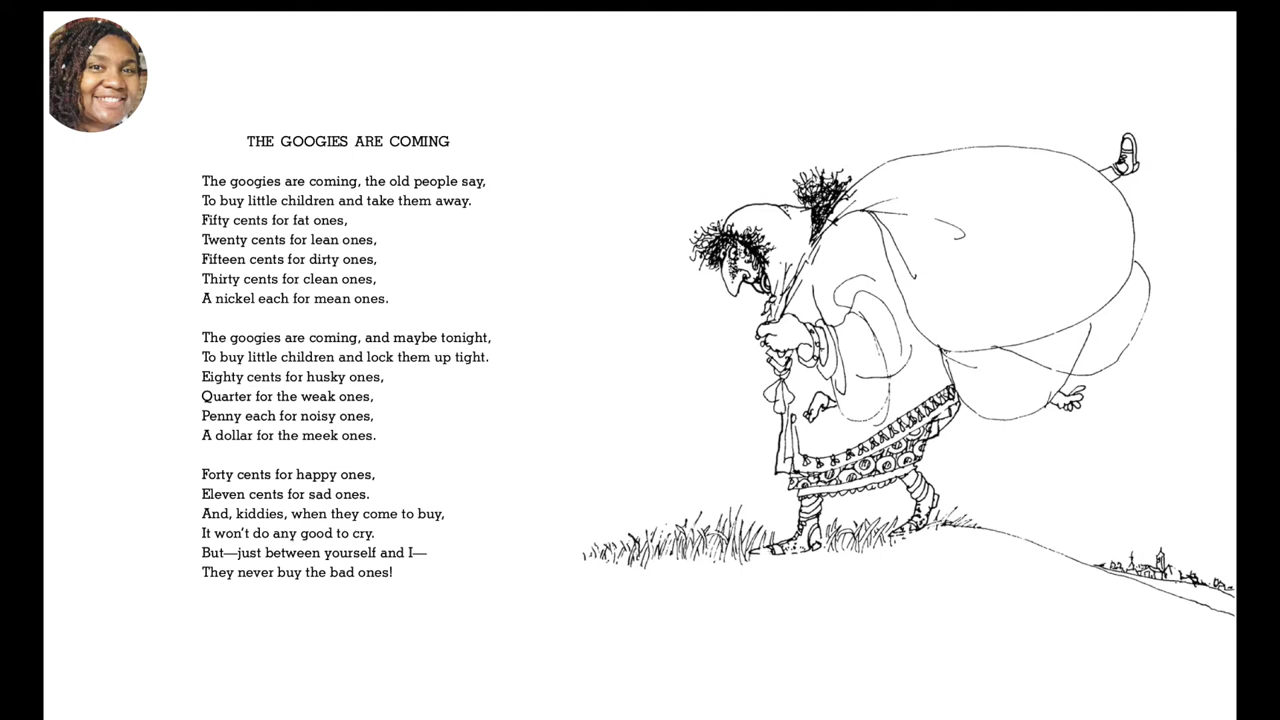 THE GOOGIES ARE COMING
The googies are coming, the old people say,
To buy little children and take them away.
Fifty cents for fat ones,
Twenty cents for lean ones,
Fifteen cents for dirty ones,
Thirty cents for clean ones,
A nickel each for mean ones.
The googies are coming, and maybe tonight,
To buy little children and lock them up tight.
Eighty cents for husky ones,
Quarter for the weak ones,
Penny each for noisy ones,
A dollar for the meek ones.
Forty cents for happy ones,
Eleven cents for sad ones.
And, kiddies, when they come to buy,
It won't do any good to cry.
But—just between yourself and I—
They never buy the bad ones!